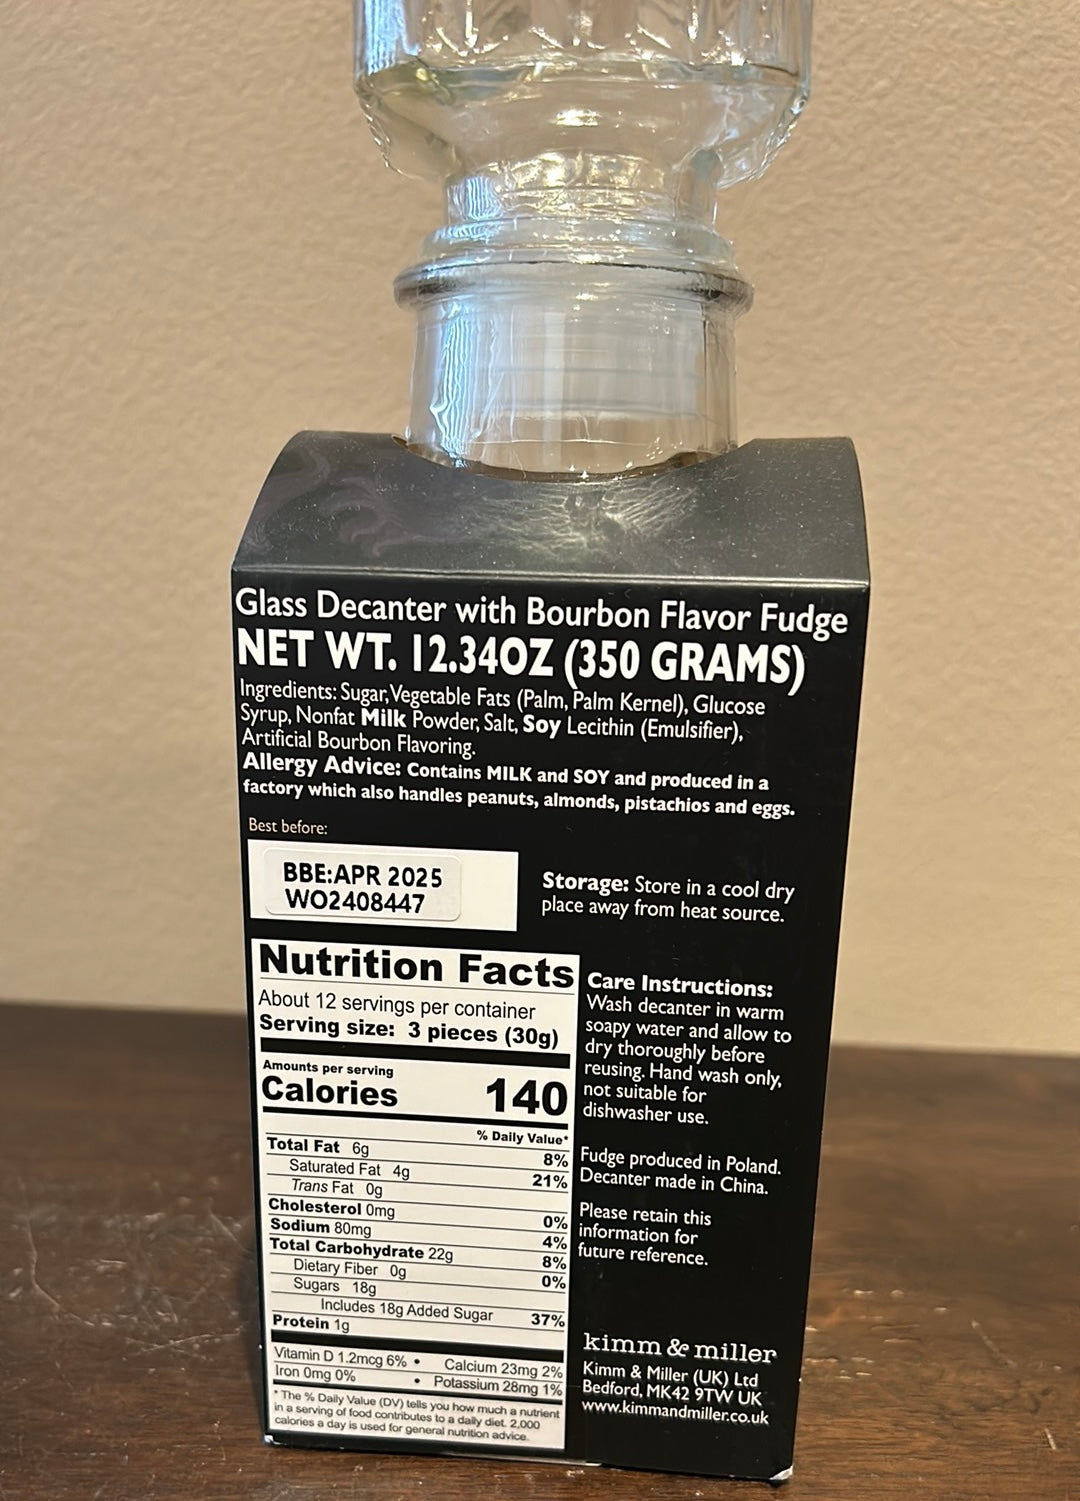 Glass Decanter with Bourbon Flavor Fudge
NET WT. 12.34OZ (350 GRAMS)
Ingredients: Sugar, Vegetable Fats (Palm, Palm Kernel), Glucose
Syrup, Nonfat Milk Powder, Salt, Soy Lecithin (Emulsifier),
Artificial Bourbon Flavoring.
Allergy Advice: Contains MILK and SOY and produced in a
factory which also handles peanuts, almonds, pistachios and eggs.
Best before:
BBE:APR 2025
WO2408447
Storage: Store in a cool dry
place away from heat source.
Nutrition Facts
About 12 servings per container
Serving size: 3 pieces (30g)
Amounts per serving
Calories 140
% Daily Value*
Total Fat 6g 8%
Saturated Fat 4g 21%
Trans Fat 0g
Cholesterol 0mg 0%
Sodium 80mg 4%
Total Carbohydrate 22g 8%
Dietary Fiber 0g 0%
Sugars 18g
Includes 18g Added Sugar 37%
Protein 1g
Vitamin D 1.2mcg 6% • Calcium 23mg 2%
Iron 0mg 0% • Potassium 28mg 1%
* The % Daily Value (DV) tells you how much a nutrient
in a serving of food contributes to a daily diet. 2,000
calories a day is used for general nutrition advice.
Care Instructions:
Wash decanter in warm
soapy water and allow to
dry thoroughly before
reusing. Hand wash only,
not suitable for
dishwasher use.
Fudge produced in Poland.
Decanter made in China.
Please retain this
information for
future reference.
kimm & miller
Kimm & Miller (UK) Ltd
Bedford, MK42 9TW UK
www.kimmandmiller.co.uk